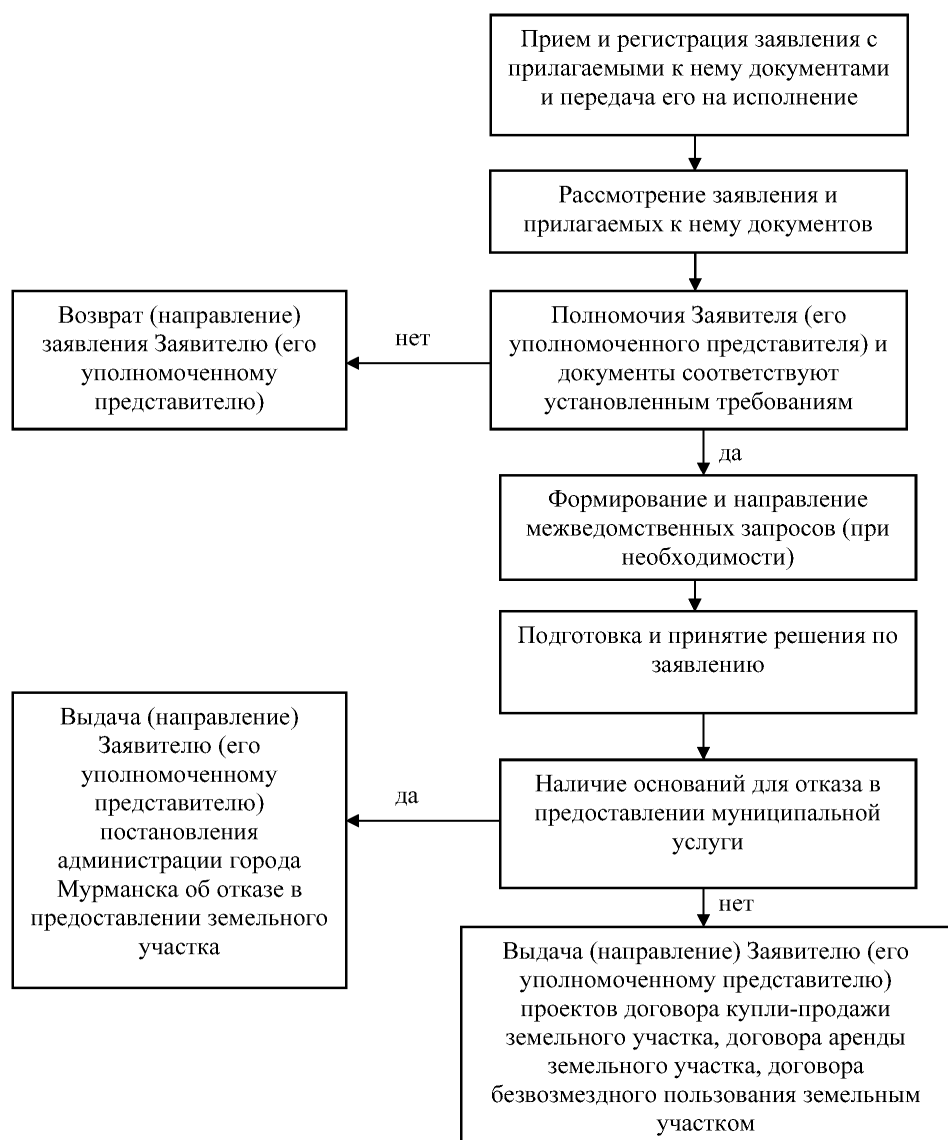 Прием и регистрация заявления с
прилагаемыми к нему документами
и передача его на исполнение
Рассмотрение заявления и
прилагаемых к нему документов
Возврат (направление)
заявления Заявителю (его
уполномоченному
представителю)
нет
Полномочия Заявителя (его
уполномоченного представителя) и
документы соответствуют
установленным требованиям
да
Формирование и направление
межведомственных запросов (при
необходимости)
Подготовка и принятие решения по
заявлению
Выдача (направление)
Заявителю (его
уполномоченному
представителю)
постановления
администрации города
Мурманска об отказе в
предоставлении земельного
участка
да
Наличие оснований для отказа в
предоставлении муниципальной
услуги
нет
Выдача (направление) Заявителю (его
уполномоченному представителю)
проектов договора купли-продажи
земельного участка, договора аренды
земельного участка, договора
безвозмездного пользования земельным
участком